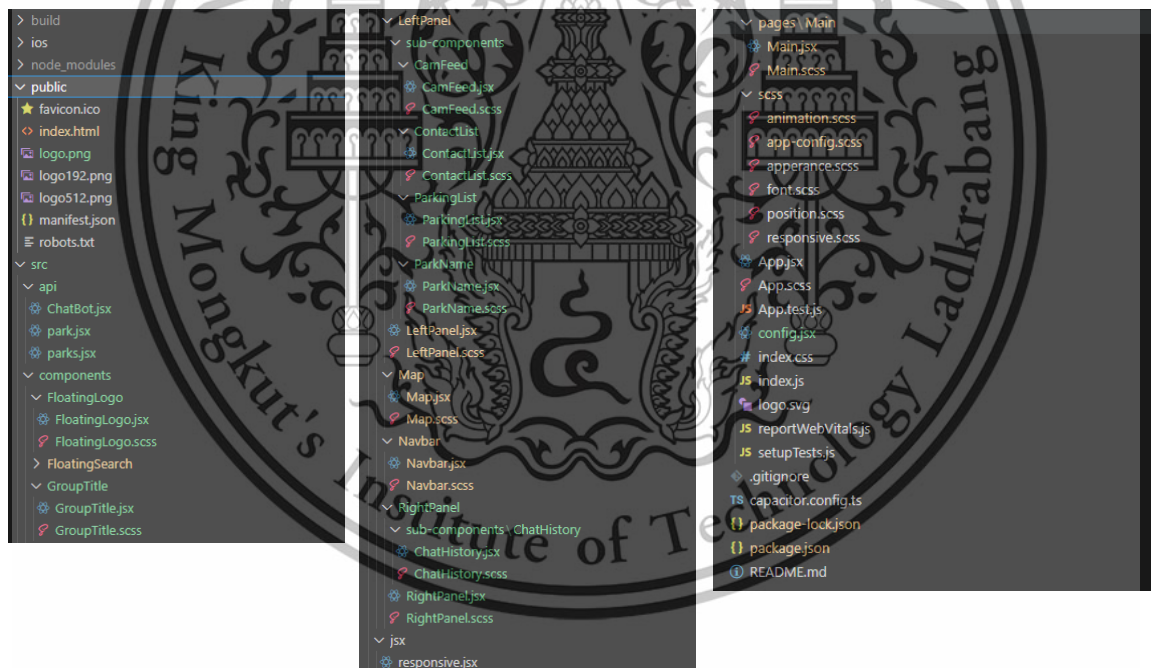 build
ios
node_modules
public
favicon.ico
index.html
logo.png
logo192.png
logo512.png
manifest.json
robots.txt
src
api
ChatBot.jsx
park.jsx
parks.jsx
components
FloatingLogo
FloatingLogo.jsx
FloatingLogo.scss
FloatingSearch
GroupTitle
GroupTitle.jsx
GroupTitle.scss
LeftPanel
sub-components
CamFeed
CamFeed.jsx
CamFeed.scss
ContactList
ContactList.jsx
ContactList.scss
ParkingList
ParkingList.jsx
ParkingList.scss
ParkName
ParkName.jsx
ParkName.scss
LeftPanel.jsx
LeftPanel.scss
Map
Map.jsx
Map.scss
Navbar
Navbar.jsx
Navbar.scss
RightPanel
sub-components \ ChatHistory
ChatHistory.jsx
ChatHistory.scss
RightPanel.jsx
RightPanel.scss
jsx
responsive.jsx
pages \ Main
Main.jsx
Main.scss
scss
animation.scss
app-config.scss
apperance.scss
font.scss
position.scss
responsive.scss
App.jsx
App.scss
JS App.test.js
config.jsx
# index.css
JS index.js
logo.svg
JS reportWebVitals.js
JS setupTests.js
.gitignore
TS capacitor.config.ts
{} package-lock.json
{} package.json
README.md
King Mongkut's Institute of Technology Ladkrabang